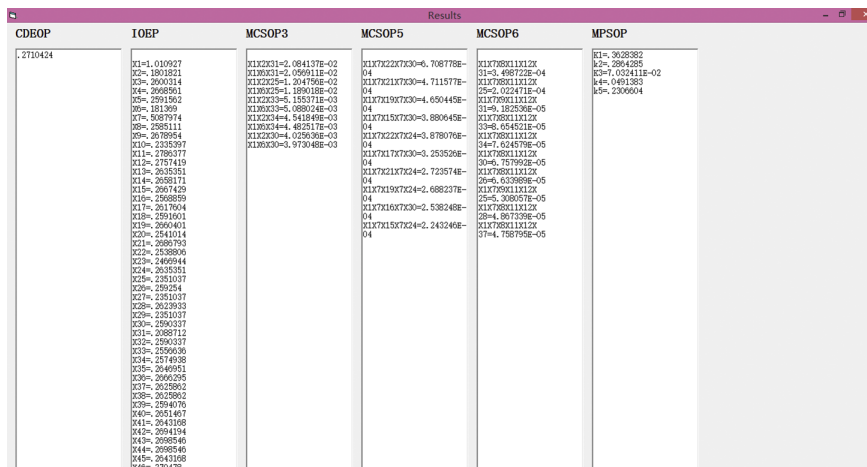 Results
CDEOP
IOEP
MCSOP3
MCSOP5
MCSOP6
MPSOP
.2710424
X1=1.010927
X2=.1801821
X3=.2600314
X4=.2668561
X5=.2591562
X6=.181369
X7=.5087974
X8=.2585111
X9=.2678954
X10=.2335397
X11=.2786377
X12=.2757419
X13=.2635351
X14=.2658171
X15=.2667429
X16=.2568859
X17=.2617604
X18=.2591601
X19=.2660401
X20=.2541014
X21=.2686793
X22=.2538806
X23=.2466944
X24=.2635351
X25=.2351037
X26=.259254
X27=.2351037
X28=.2623933
X29=.2351037
X30=.2590337
X31=.2088712
X32=.2590337
X33=.2556636
X34=.2574938
X35=.2646951
X36=.2666295
X37=.2625862
X38=.2625862
X39=.2594076
X40=.2651467
X41=.2643168
X42=.2694194
X43=.2698546
X44=.2698546
X45=.2643168
X46=.270478
X1X2X31=2.084137E-02
X1X6X31=2.056911E-02
X1X2X25=1.204756E-02
X1X6X25=1.189018E-02
X1X2X33=5.155371E-03
X1X6X33=5.088024E-03
X1X2X34=4.541849E-03
X1X6X34=4.482517E-03
X1X2X30=4.025636E-03
X1X6X30=3.973048E-03
X1X7X22X7X30=6.708778E-
04
X1X7X21X7X30=4.711577E-
04
X1X7X19X7X30=4.650445E-
04
X1X7X15X7X30=3.880645E-
04
X1X7X22X7X24=3.878076E-
04
X1X7X17X7X30=3.253526E-
04
X1X7X21X7X24=2.723574E-
04
X1X7X19X7X24=2.688237E-
04
X1X7X16X7X30=2.538248E-
04
X1X7X15X7X24=2.243246E-
04
X1X7X8X11X12X
31=3.498722E-04
X1X7X8X11X12X
25=2.022471E-04
X1X7X9X11X12X
31=9.182536E-05
X1X7X8X11X12X
33=8.654521E-05
X1X7X8X11X12X
34=7.624579E-05
X1X7X8X11X12X
30=6.757992E-05
X1X7X8X11X12X
26=6.633989E-05
X1X7X9X11X12X
25=5.308057E-05
X1X7X8X11X12X
28=4.867339E-05
X1X7X8X11X12X
37=4.758795E-05
K1=.3628382
k2=.2864285
K3=7.032411E-02
k4=.0491383
k5=.2306604